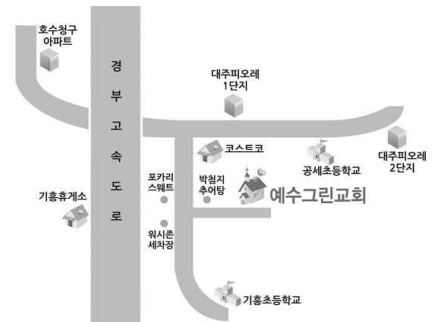 호수청구
아파트
경
부
고
속
도
로
대주피오레
1단지
코스트코
공세초등학교
대주피오레
2단지
포카리
스웨트
박첨지
추어탕
예수그린교회
기흥휴게소
워시존
세차장
기흥초등학교